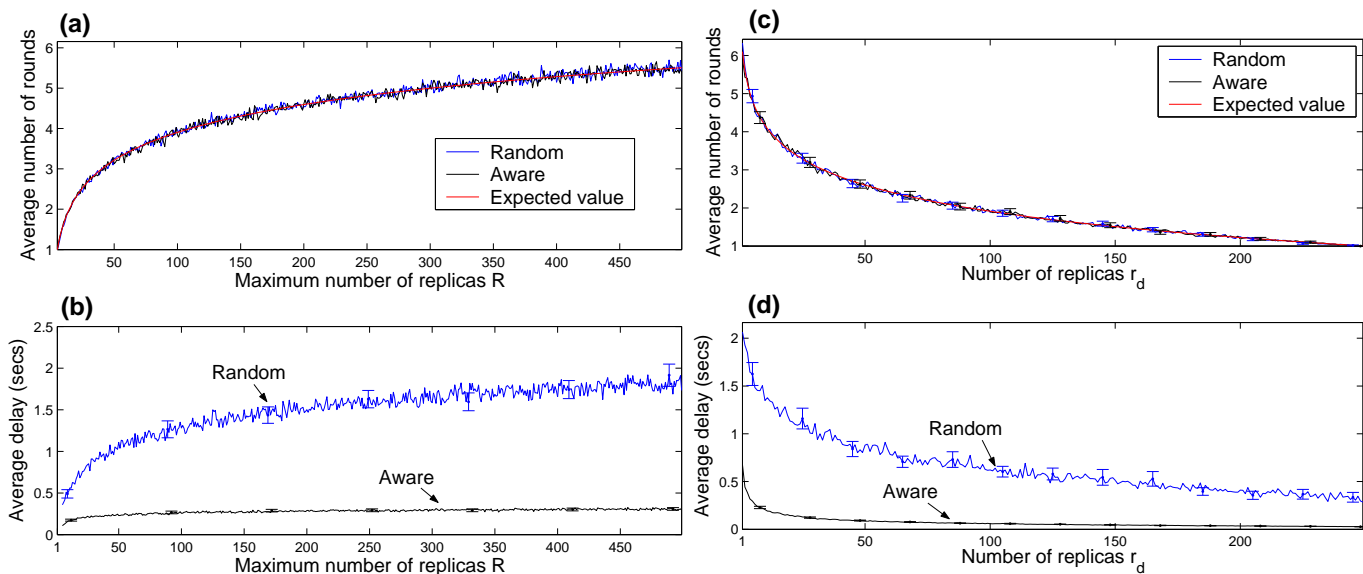 (a)
Average number of rounds
6
5
4
3
2
1
Random
Aware
Expected value
50 100 150 200 250 300 350 400 450
Maximum number of replicas R
(b)
Average delay (secs)
2.5
2
1.5
1
0.5
0
Random
Aware
1 50 100 150 200 250 300 350 400 450
Maximum number of replicas R
(c)
Average number of rounds
6
5
4
3
2
1
Random
Aware
Expected value
50 100 150 200
Number of replicas r_d
(d)
Average delay (secs)
2
1.5
1
0.5
0
Random
Aware
1 50 100 150 200
Number of replicas r_d